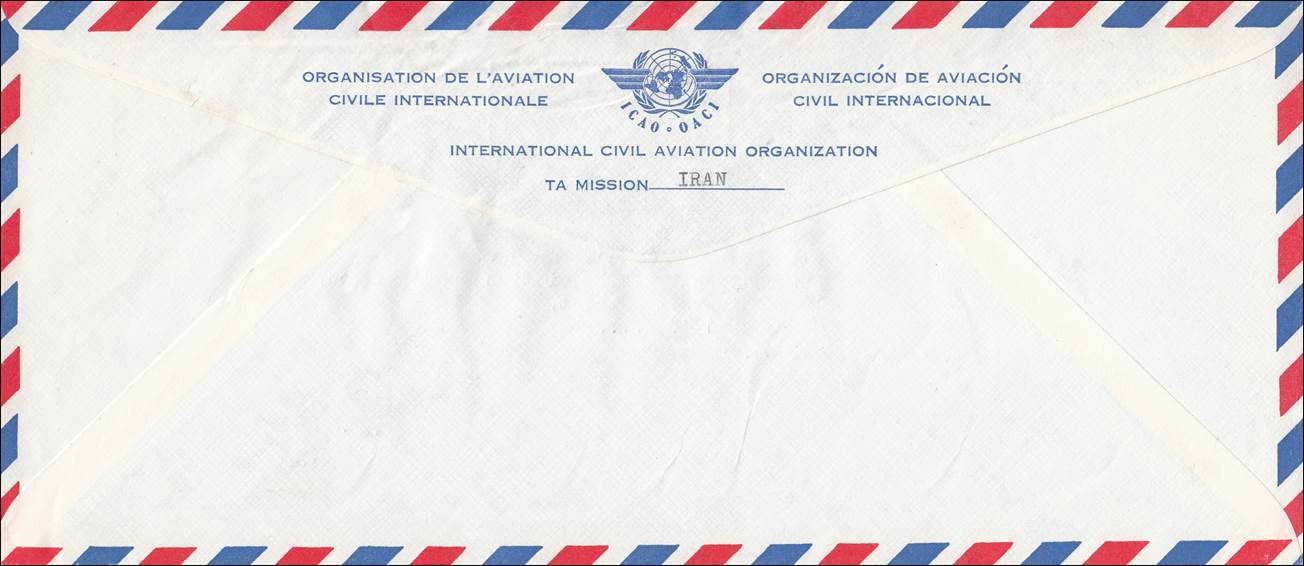 ORGANISATION DE L'AVIATION
CIVILE INTERNATIONALE
ICAO OACI
ORGANIZACIÓN DE AVIACIÓN
CIVIL INTERNACIONAL
INTERNATIONAL CIVIL AVIATION ORGANIZATION
TA MISSION IRAN